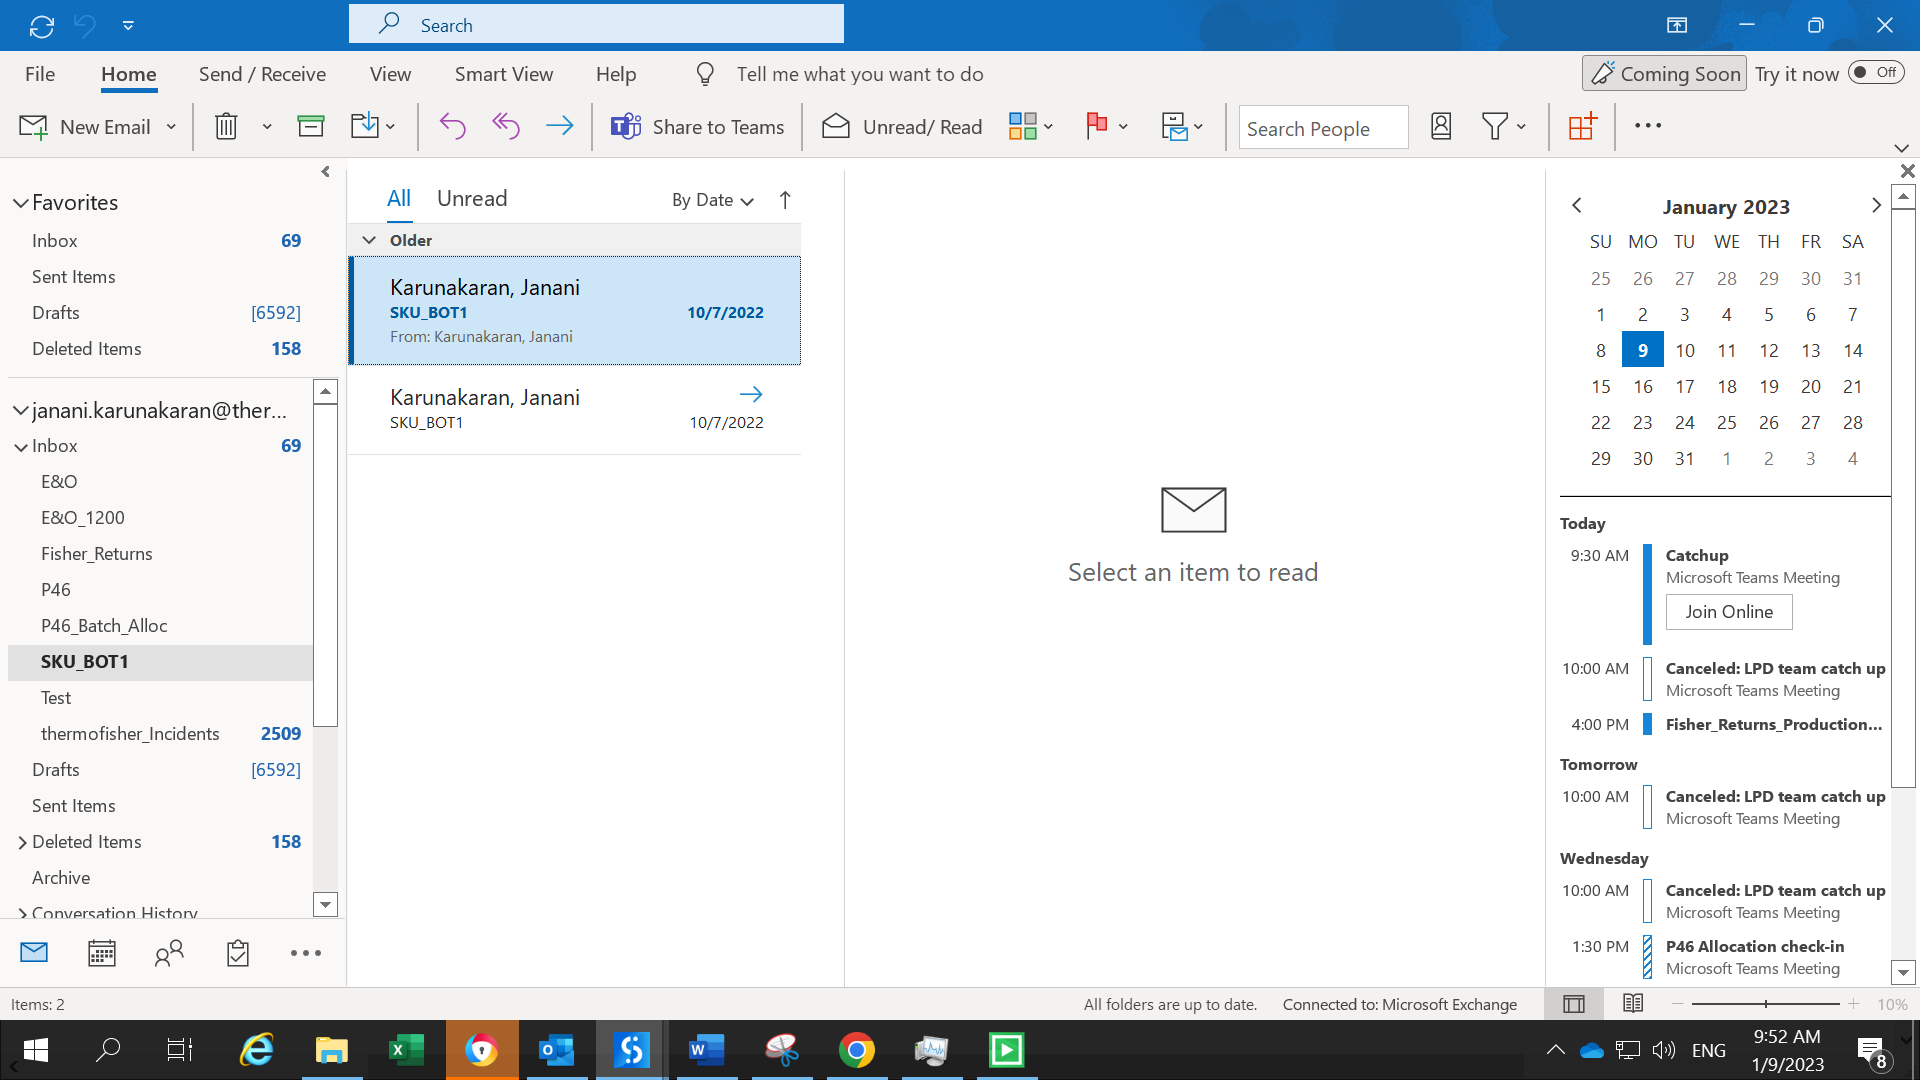 Search
File Home Send / Receive View Smart View Help Tell me what you want to do Coming Soon Try it now Off
New Email Share to Teams Unread/ Read Search People
Favorites
Inbox 69
Sent Items
Drafts [6592]
Deleted Items 158
janani.karunakaran@ther...
Inbox 69
E&O
E&O_1200
Fisher_Returns
P46
P46_Batch_Alloc
SKU_BOT1
Test
thermofisher_Incidents 2509
Drafts [6592]
Sent Items
Deleted Items 158
Archive
Conversation History
All Unread By Date
Older
Karunakaran, Janani
SKU_BOT1 10/7/2022
From: Karunakaran, Janani
Karunakaran, Janani
SKU_BOT1 10/7/2022
Select an item to read
January 2023
SU MO TU WE TH FR SA
25 26 27 28 29 30 31
1 2 3 4 5 6 7
8 9 10 11 12 13 14
15 16 17 18 19 20 21
22 23 24 25 26 27 28
29 30 31 1 2 3 4
Today
9:30 AM Catchup
Microsoft Teams Meeting
Join Online
10:00 AM Canceled: LPD team catch up
Microsoft Teams Meeting
4:00 PM Fisher_Returns_Production...
Tomorrow
10:00 AM Canceled: LPD team catch up
Microsoft Teams Meeting
Wednesday
10:00 AM Canceled: LPD team catch up
Microsoft Teams Meeting
1:30 PM P46 Allocation check-in
Microsoft Teams Meeting
Items: 2 All folders are up to date. Connected to: Microsoft Exchange 10%
ENG 9:52 AM
1/9/2023 8